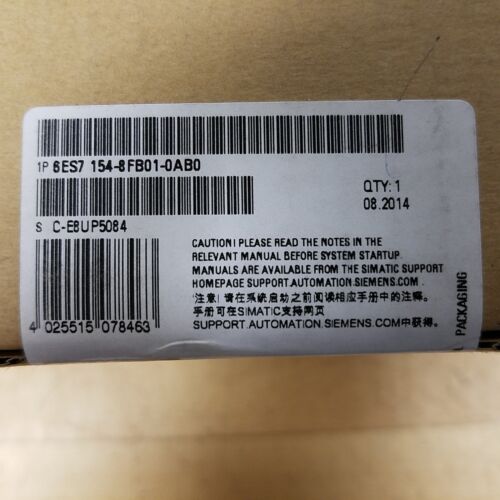 1P 6ES7 154-8FB01-0AB0
QTY: 1
08.2014
S C-E8UP5084
CAUTION! PLEASE READ THE NOTES IN THE
RELEVANT MANUAL BEFORE SYSTEM STARTUP.
MANUALS ARE AVAILABLE FROM THE SIMATIC SUPPORT
HOMEPAGE SUPPORT.AUTOMATION.SIEMENS.COM .
'注意! 请在系统启动之前阅读相应手册中的注释。
手册可在SIMATIC支持网页
SUPPORT.AUTOMATION.SIEMENS.COM中获得。
4 025515 078463
PACKAGING